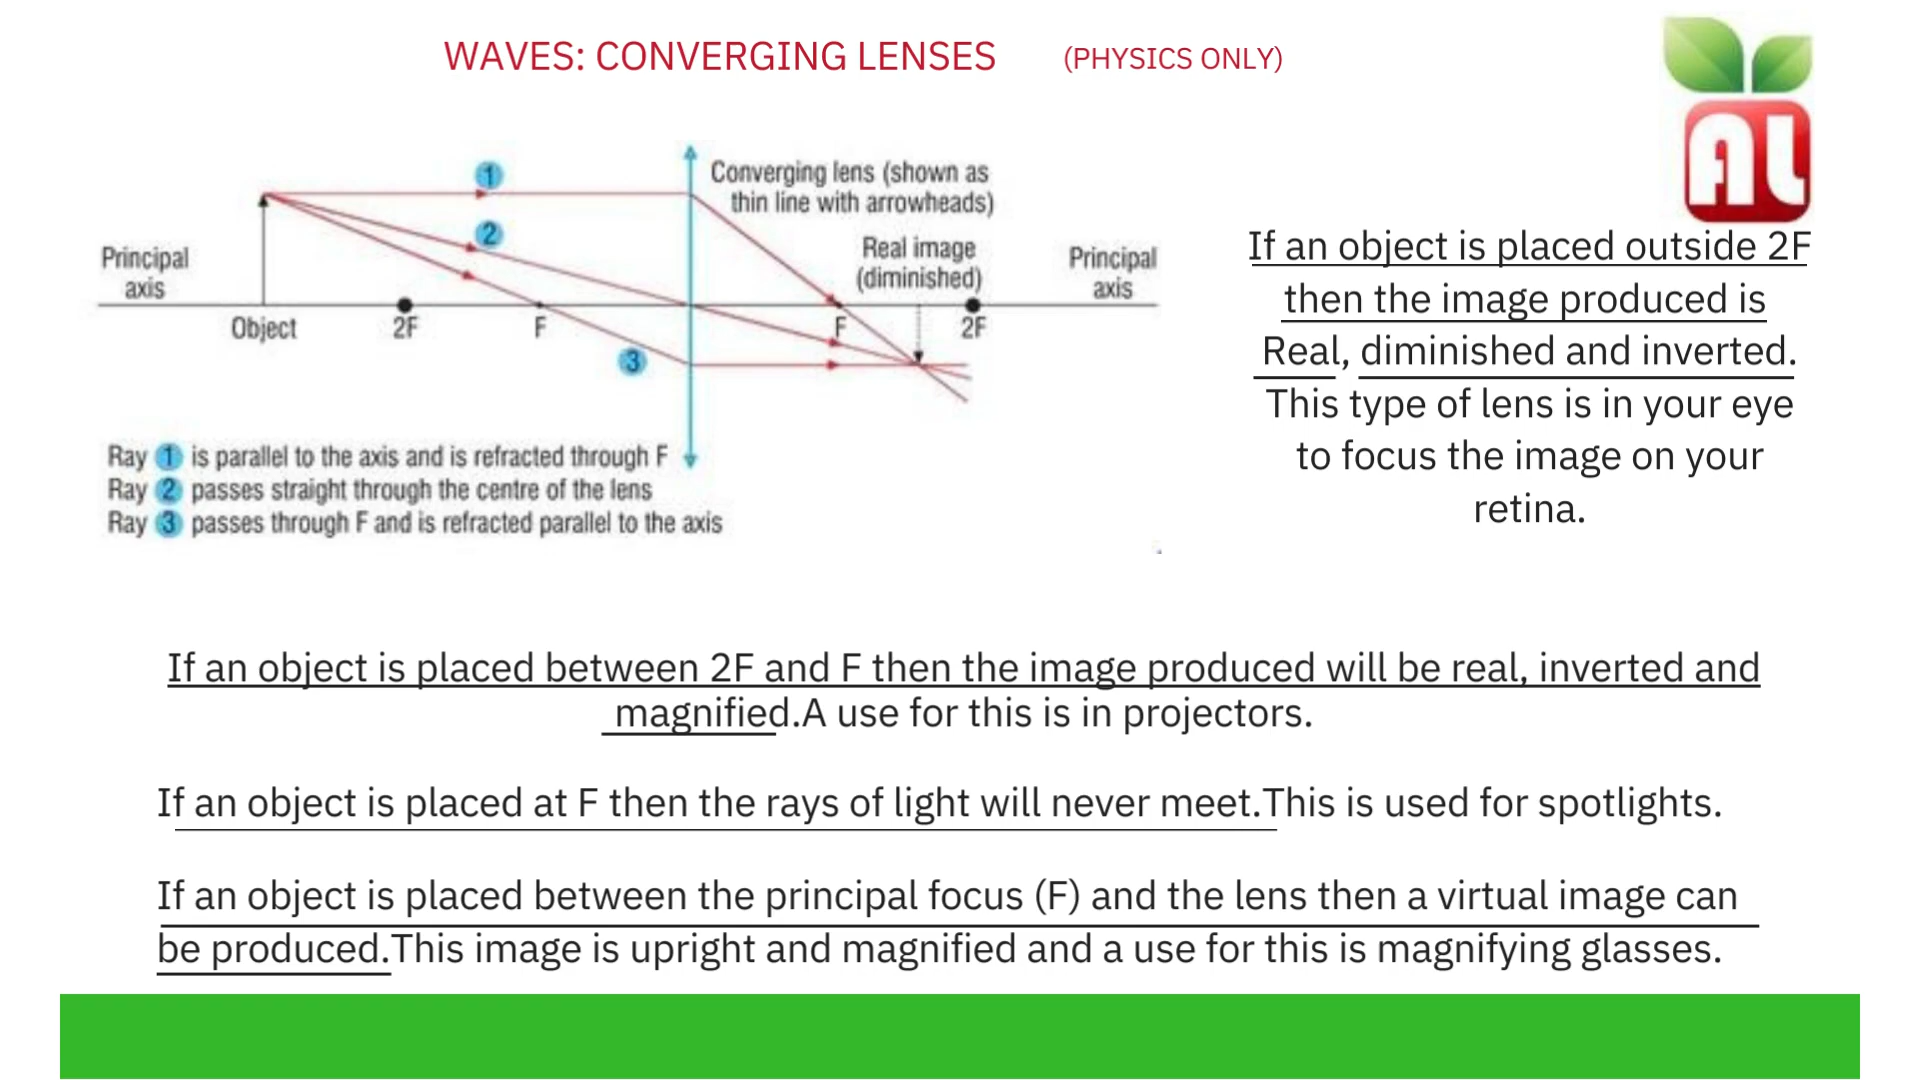 WAVES: CONVERGING LENSES (PHYSICS ONLY)
AL
1
Converging lens (shown as
thin line with arrowheads)
2
Real image
(diminished)
Principal
axis
Principal
axis
Object
2F
F
F
2F
3
Ray 1 is parallel to the axis and is refracted through F
Ray 2 passes straight through the centre of the lens
Ray 3 passes through F and is refracted parallel to the axis
If an object is placed outside 2F
then the image produced is
Real, diminished and inverted.
This type of lens is in your eye
to focus the image on your
retina.
If an object is placed between 2F and F then the image produced will be real, inverted and
magnified.A use for this is in projectors.
If an object is placed at F then the rays of light will never meet.This is used for spotlights.
If an object is placed between the principal focus (F) and the lens then a virtual image can
be produced.This image is upright and magnified and a use for this is magnifying glasses.